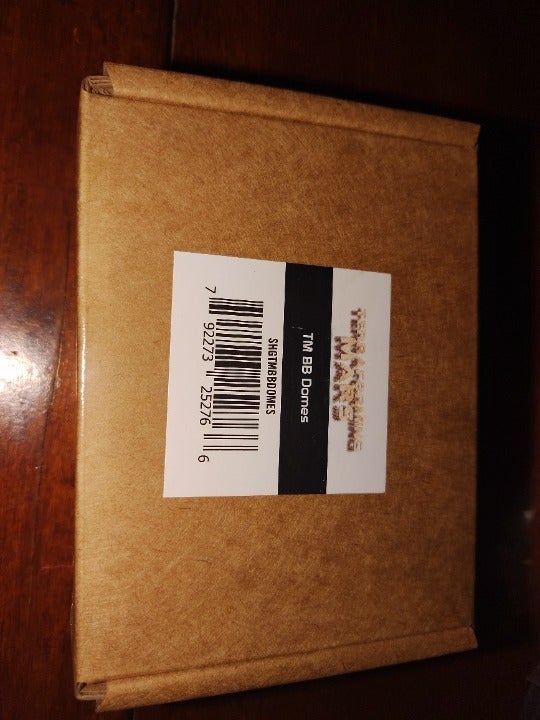 TERRAFORMING
MARS
TM BB Domes
SHGTMBBDOMES
7 92273 25276 6